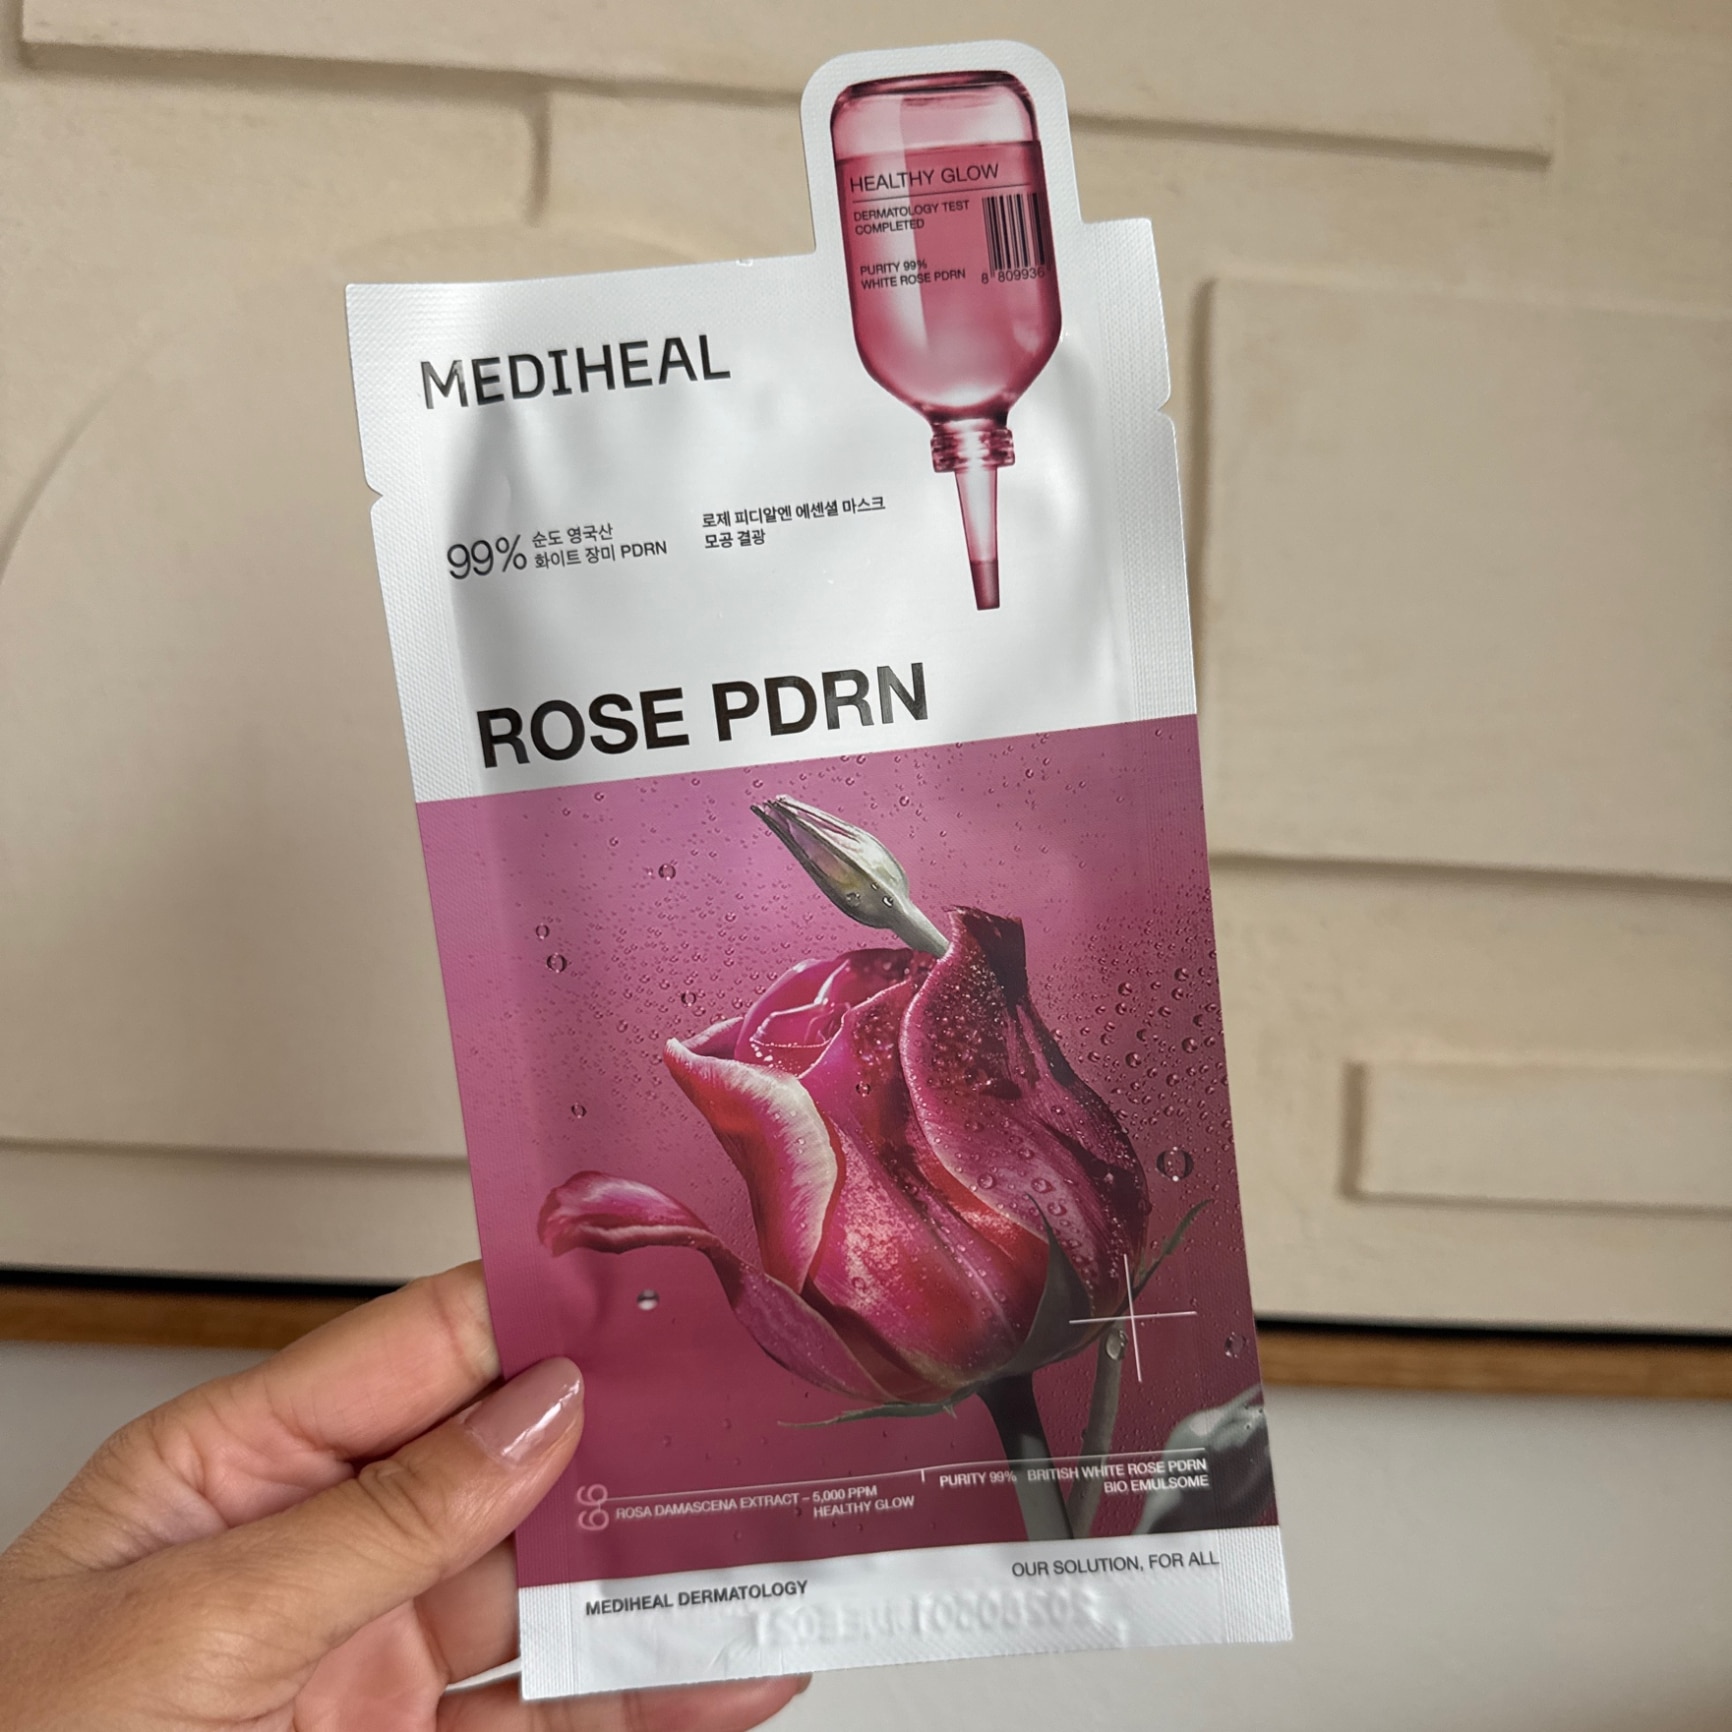 HEALTHY GLOW
DERMATOLOGY TEST
COMPLETED
PURITY 99%
WHITE ROSE PDRN
8 809936
MEDIHEAL
99% 순도 영국산
화이트 장미 PDRN
로제 피디알엔 에센셜 마스크
모공 결광
ROSE PDRN
ROSA DAMASCENA EXTRACT – 5,000 PPM
HEALTHY GLOW
PURITY 99% BRITISH WHITE ROSE PDRN
BIO EMULSOME
99
MEDIHEAL DERMATOLOGY
OUR SOLUTION, FOR ALL